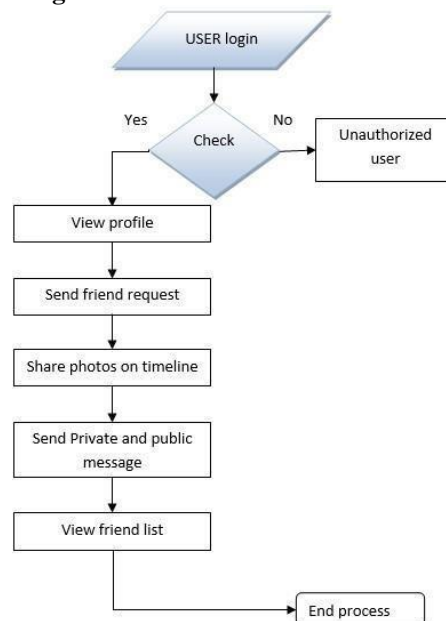 USER login
Yes
No
Check
Unauthorized
user
View profile
Send friend request
Share photos on timeline
Send Private and public
message
View friend list
End process